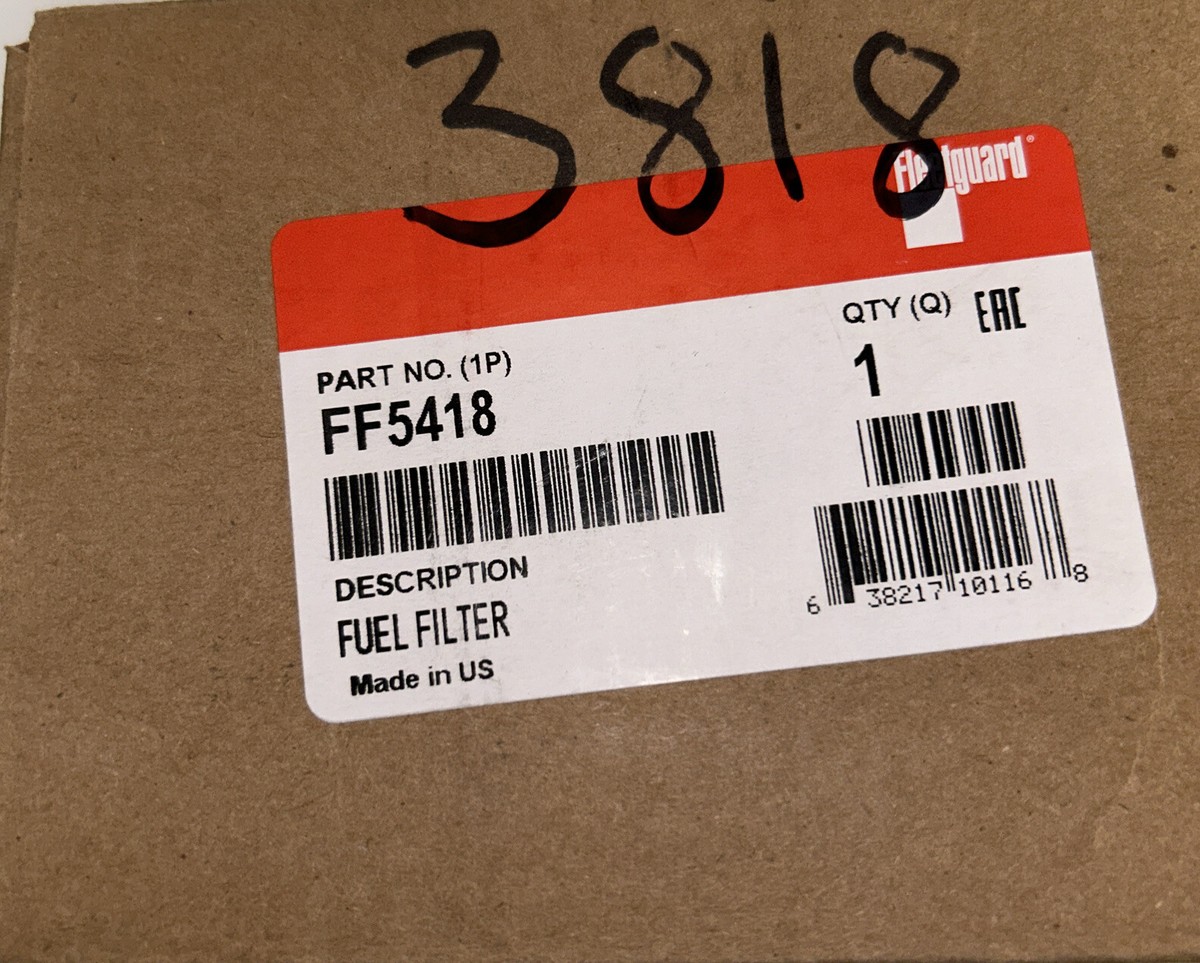 3818
Fleetguard®
PART NO. (1P)
FF5418
QTY (Q)
EAC
1
DESCRIPTION
FUEL FILTER
Made in US
6 38217 10116 8